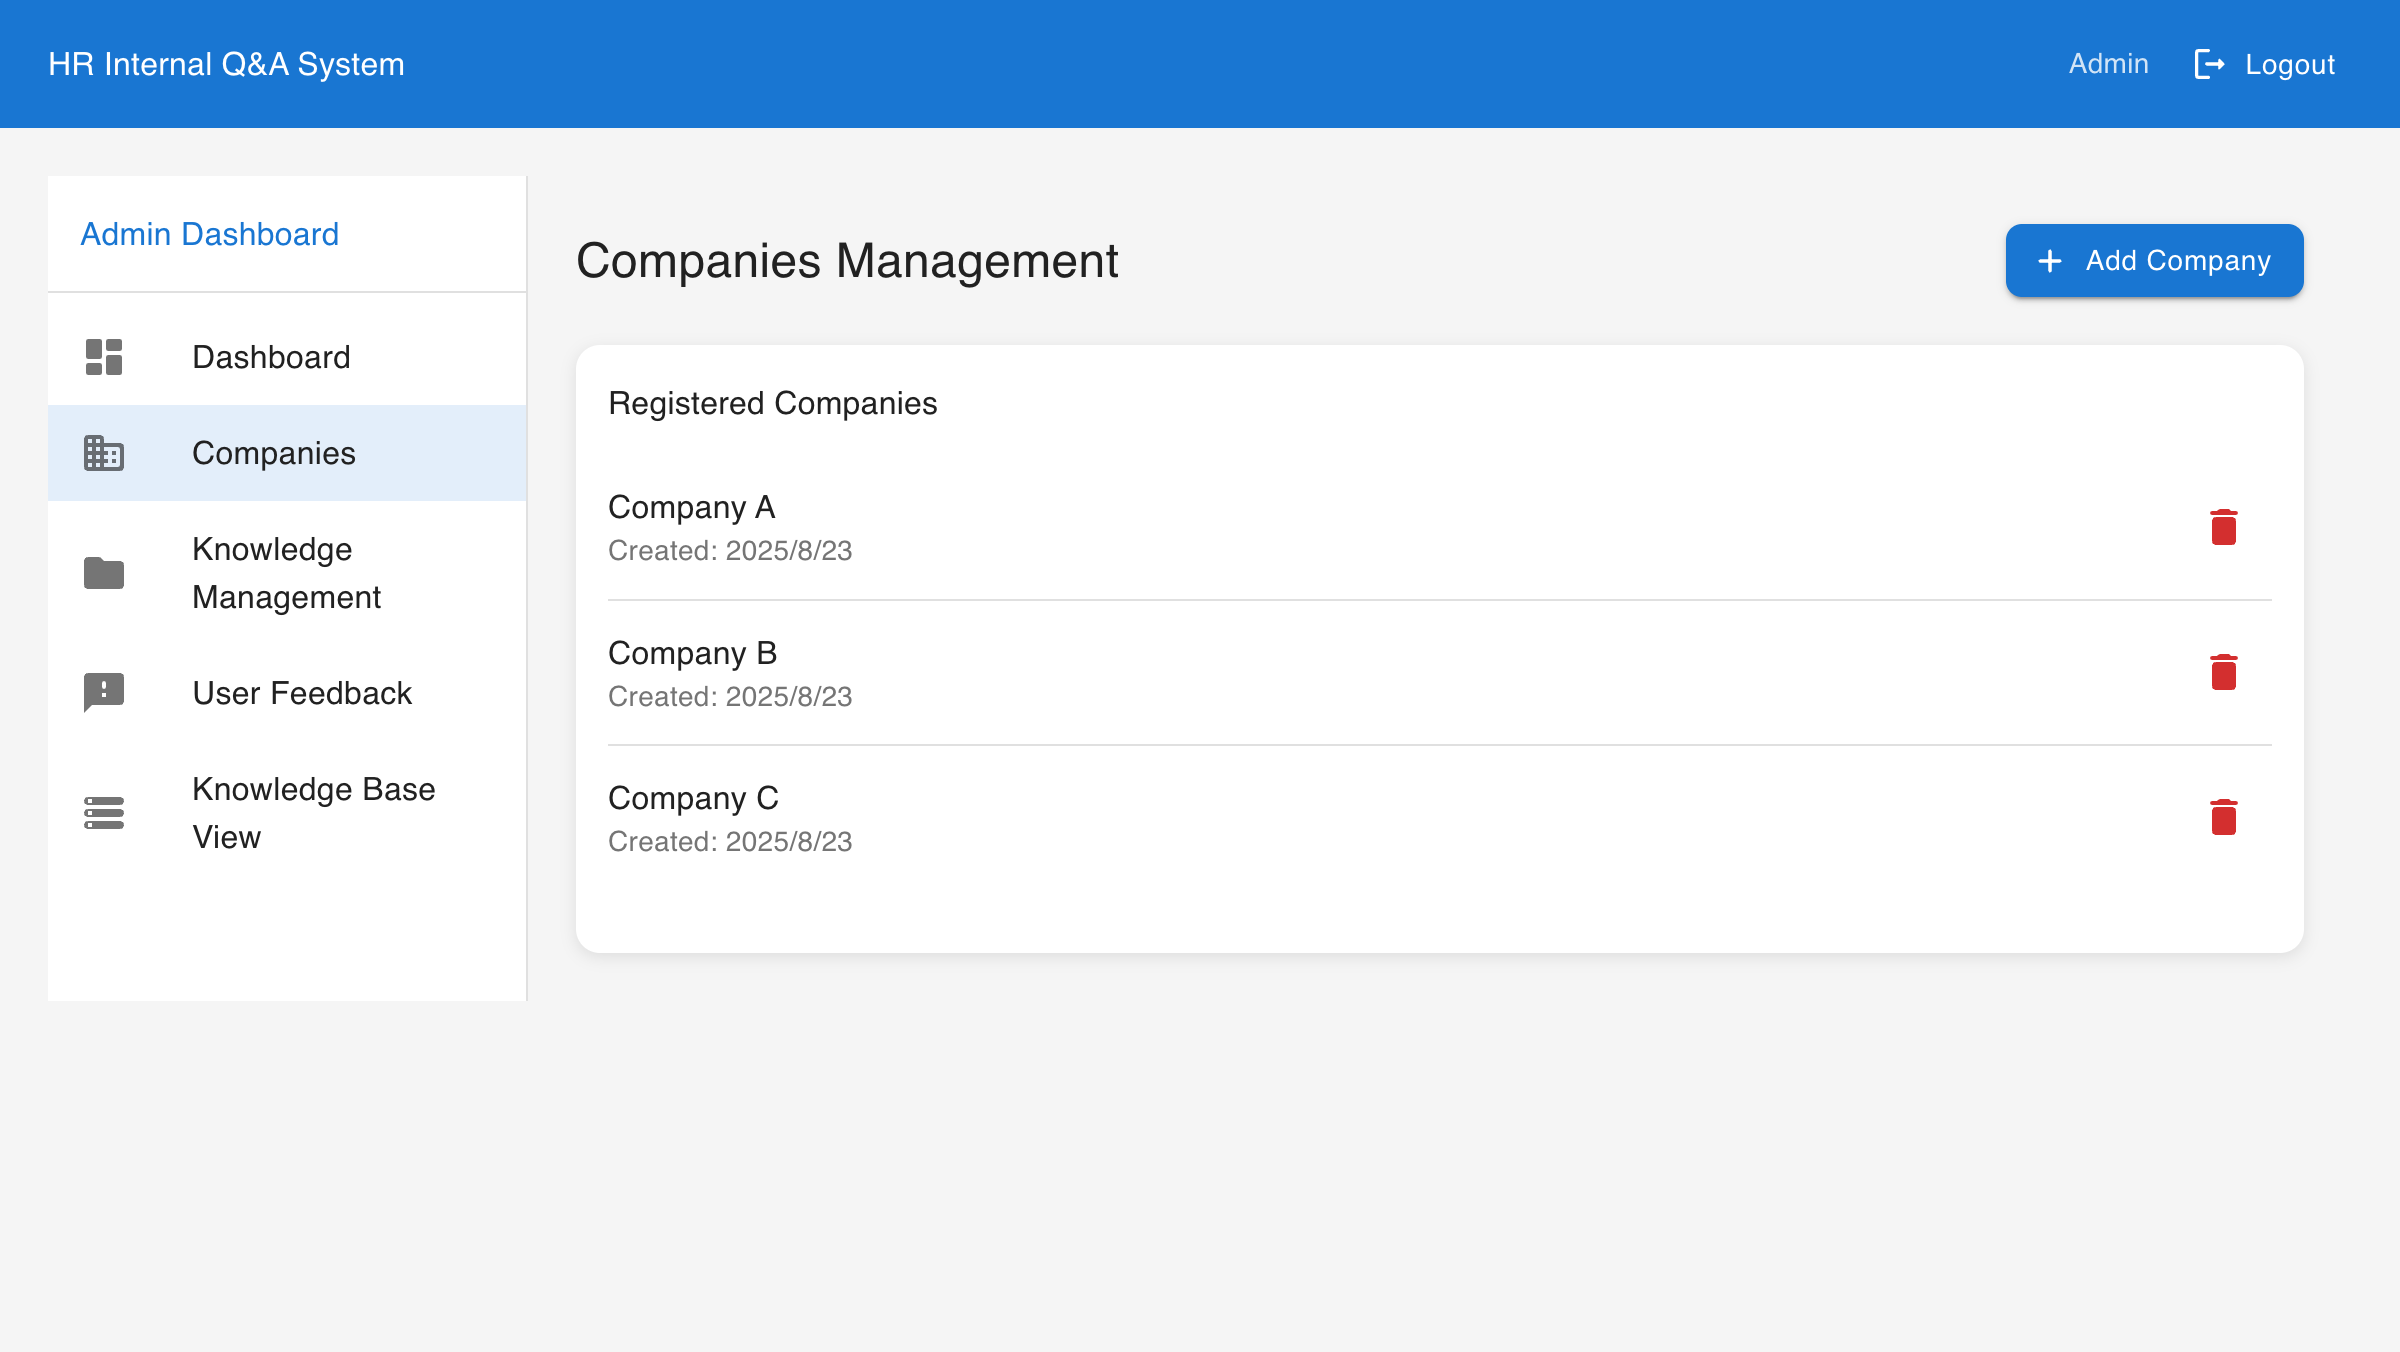 HR Internal Q&A System
Admin
Logout
Admin Dashboard
Dashboard
Companies
Knowledge
Management
User Feedback
Knowledge Base
View
Companies Management
Add Company
Registered Companies
Company A
Created: 2025/8/23
Company B
Created: 2025/8/23
Company C
Created: 2025/8/23